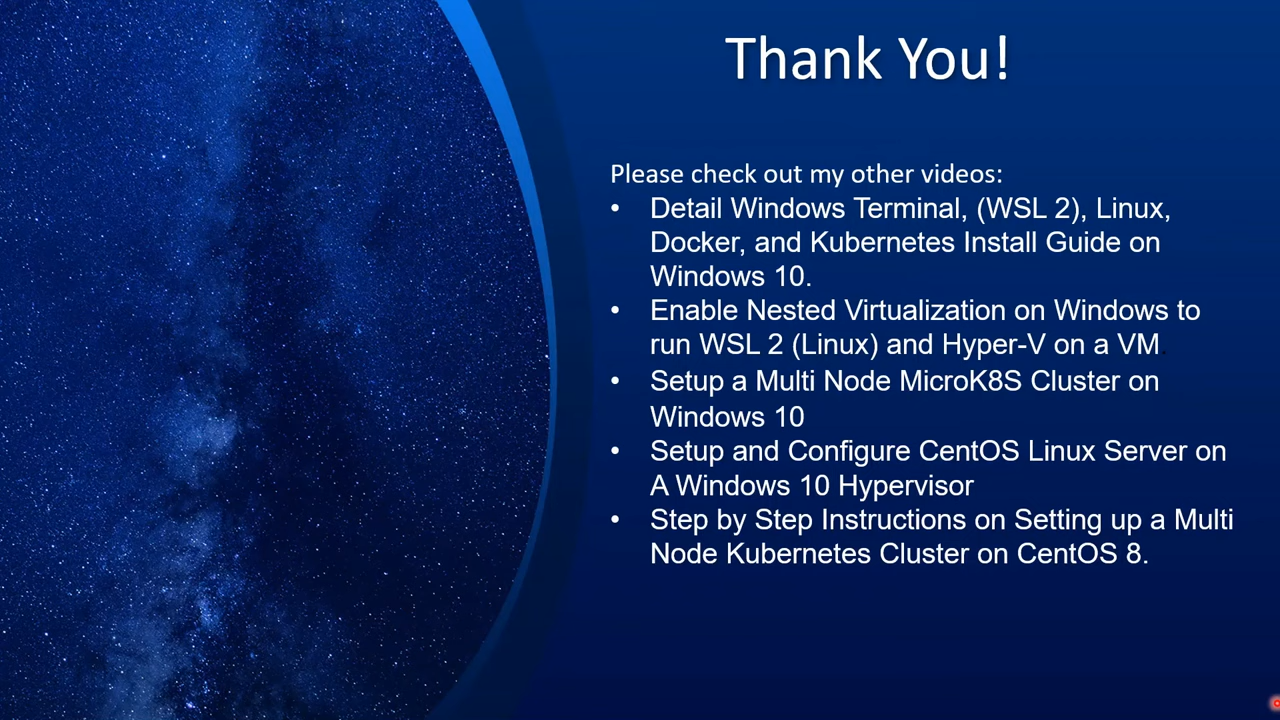 Thank You!
Please check out my other videos:
• Detail Windows Terminal, (WSL 2), Linux,
Docker, and Kubernetes Install Guide on
Windows 10.
• Enable Nested Virtualization on Windows to
run WSL 2 (Linux) and Hyper-V on a VM.
• Setup a Multi Node MicroK8S Cluster on
Windows 10
• Setup and Configure CentOS Linux Server on
A Windows 10 Hypervisor
• Step by Step Instructions on Setting up a Multi
Node Kubernetes Cluster on CentOS 8.